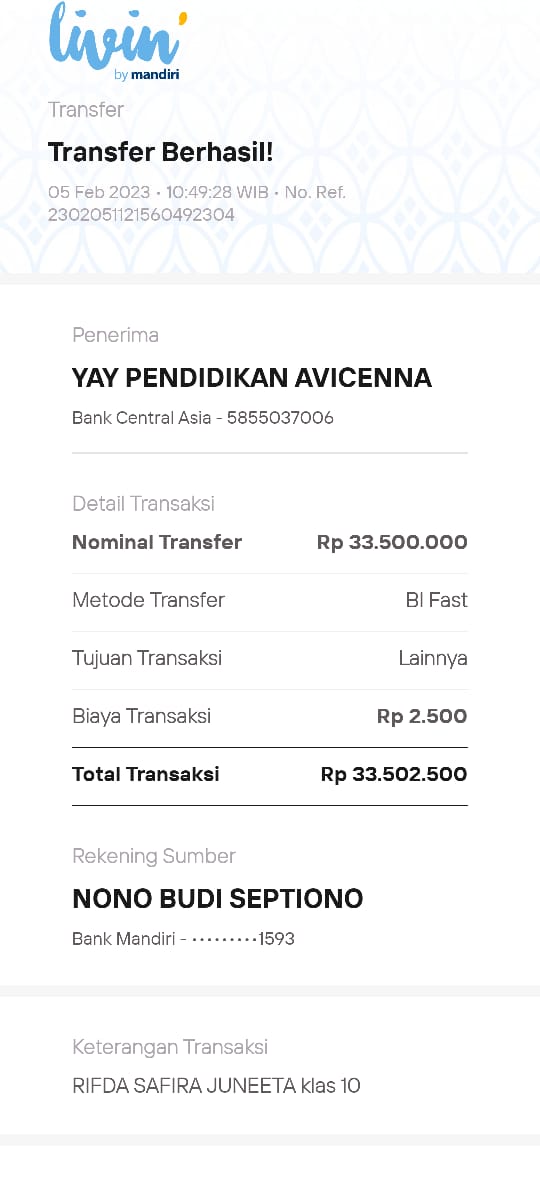 livin'
by mandiri
Transfer
Transfer Berhasil!
05 Feb 2023 • 10:49:28 WIB • No. Ref.
2302051121560492304
Penerima
YAY PENDIDIKAN AVICENNA
Bank Central Asia - 5855037006
Detail Transaksi
Nominal Transfer Rp 33.500.000
Metode Transfer BI Fast
Tujuan Transaksi Lainnya
Biaya Transaksi Rp 2.500
Total Transaksi Rp 33.502.500
Rekening Sumber
NONO BUDI SEPTIONO
Bank Mandiri - •••••••••1593
Keterangan Transaksi
RIFDA SAFIRA JUNEETA klas 10